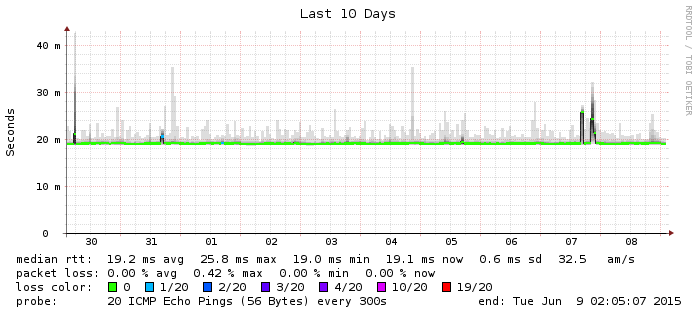 Last 10 Days
RRDTOOL / TOBI OETIKER
Seconds
40 m
30 m
20 m
10 m
0
30 31 01 02 03 04 05 06 07 08
median rtt: 19.2 ms avg 25.8 ms max 19.0 ms min 19.1 ms now 0.6 ms sd 32.5 am/s
packet loss: 0.00 % avg 0.42 % max 0.00 % min 0.00 % now
loss color: 0 1/20 2/20 3/20 4/20 10/20 19/20
probe: 20 ICMP Echo Pings (56 Bytes) every 300s end: Tue Jun 9 02:05:07 2015